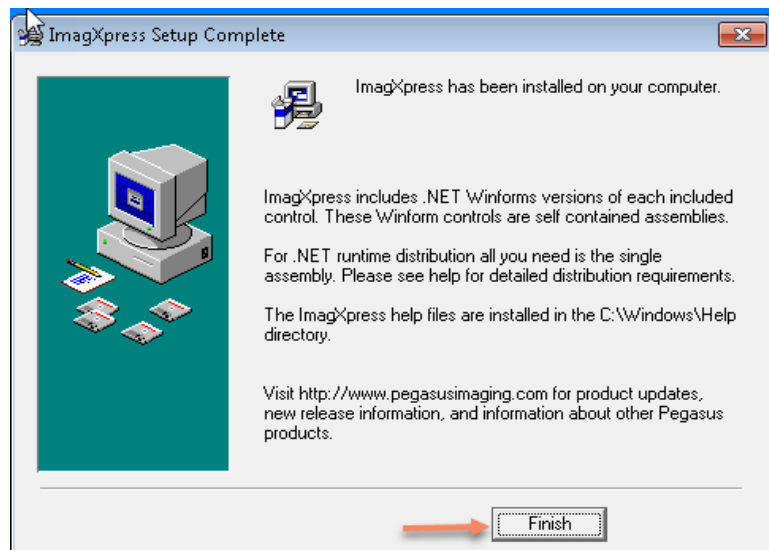 ImagXpress Setup Complete
ImagXpress has been installed on your computer.
ImagXpress includes .NET Winforms versions of each included
control. These Winform controls are self contained assemblies.
For .NET runtime distribution all you need is the single
assembly. Please see help for detailed distribution requirements.
The ImagXpress help files are installed in the C:\Windows\Help
directory.
Visit http://www.pegasusimaging.com for product updates,
new release information, and information about other Pegasus
products.
Finish